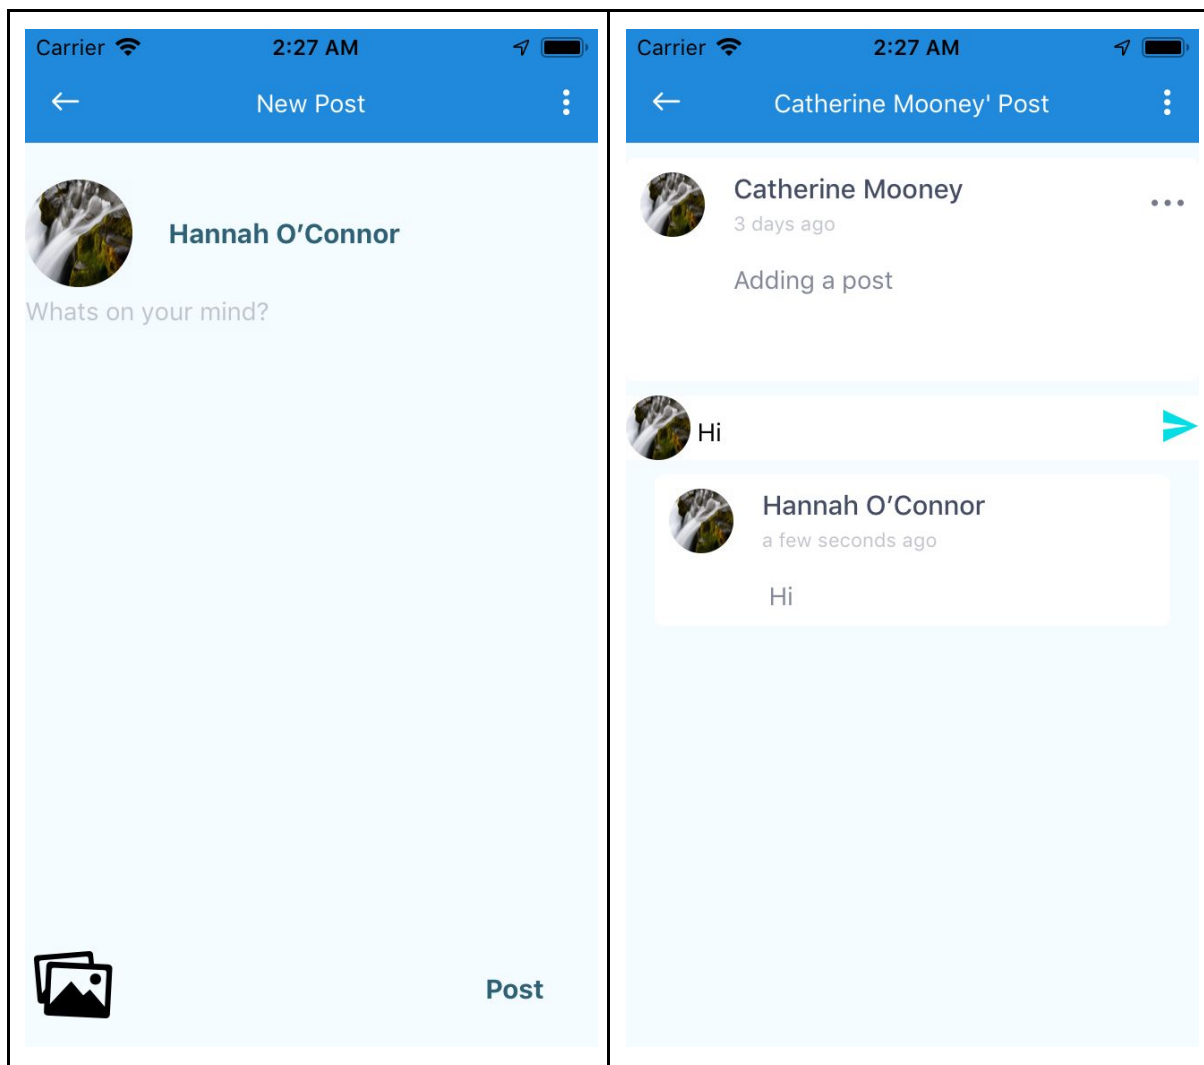 Carrier 2:27 AM
New Post
Hannah O’Connor
Whats on your mind?
Post
Carrier 2:27 AM
Catherine Mooney' Post
Catherine Mooney
3 days ago
Adding a post
Hi
Hannah O’Connor
a few seconds ago
Hi